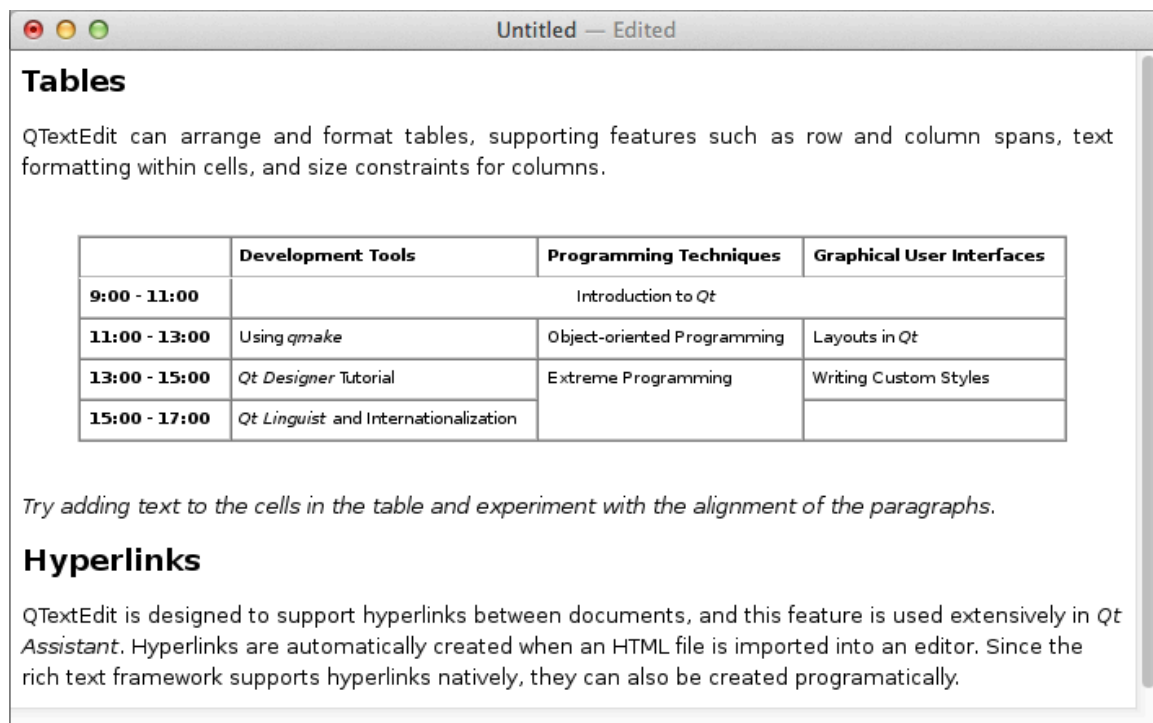 Untitled — Edited
Tables
QTextEdit can arrange and format tables, supporting features such as row and column spans, text
formatting within cells, and size constraints for columns.
Development Tools Programming Techniques Graphical User Interfaces
9:00 - 11:00 Introduction to Qt
11:00 - 13:00 Using qmake Object-oriented Programming Layouts in Qt
13:00 - 15:00 Qt Designer Tutorial Extreme Programming Writing Custom Styles
15:00 - 17:00 Qt Linguist and Internationalization
Try adding text to the cells in the table and experiment with the alignment of the paragraphs.
Hyperlinks
QTextEdit is designed to support hyperlinks between documents, and this feature is used extensively in Qt
Assistant. Hyperlinks are automatically created when an HTML file is imported into an editor. Since the
rich text framework supports hyperlinks natively, they can also be created programatically.